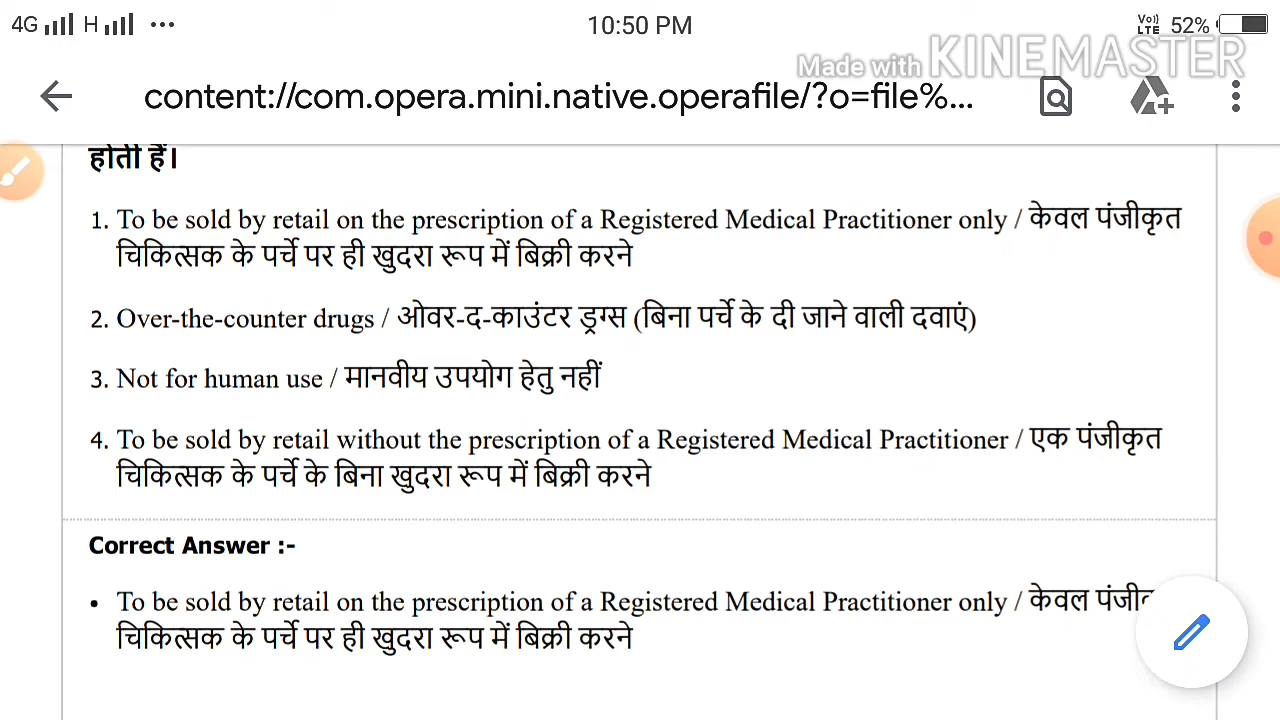 4G H ••• 10:50 PM Vo)) LTE 52%
Made with KINEMASTER
content://com.opera.mini.native.operafile/?o=file%...
होती हैं।
1. To be sold by retail on the prescription of a Registered Medical Practitioner only / केवल पंजीकृत
चिकित्सक के पर्चे पर ही खुदरा रूप में बिक्री करने
2. Over-the-counter drugs / ओवर-द-काउंटर ड्रग्स (बिना पर्चे के दी जाने वाली दवाएं)
3. Not for human use / मानवीय उपयोग हेतु नहीं
4. To be sold by retail without the prescription of a Registered Medical Practitioner / एक पंजीकृत
चिकित्सक के पर्चे के बिना खुदरा रूप में बिक्री करने
Correct Answer :-
• To be sold by retail on the prescription of a Registered Medical Practitioner only / केवल
चिकित्सक के पर्चे पर ही खुदरा रूप में बिक्री करने